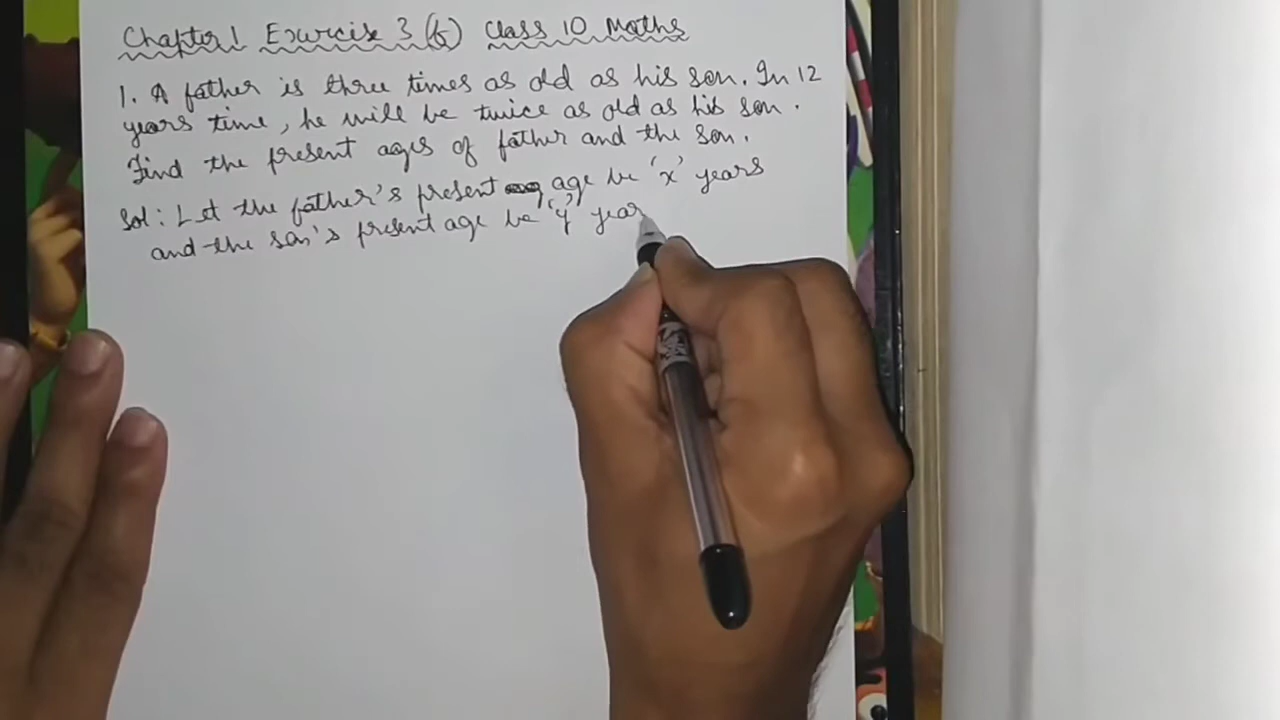 Chapter 1 Exercise 3 (b) Class 10 Maths
1. A father is three times as old as his son. In 12
years time, he will be twice as old as his son.
Find the present ages of father and the son.
Sol: Let the father's present age be 'x' years
and the son's present age be 'y' year